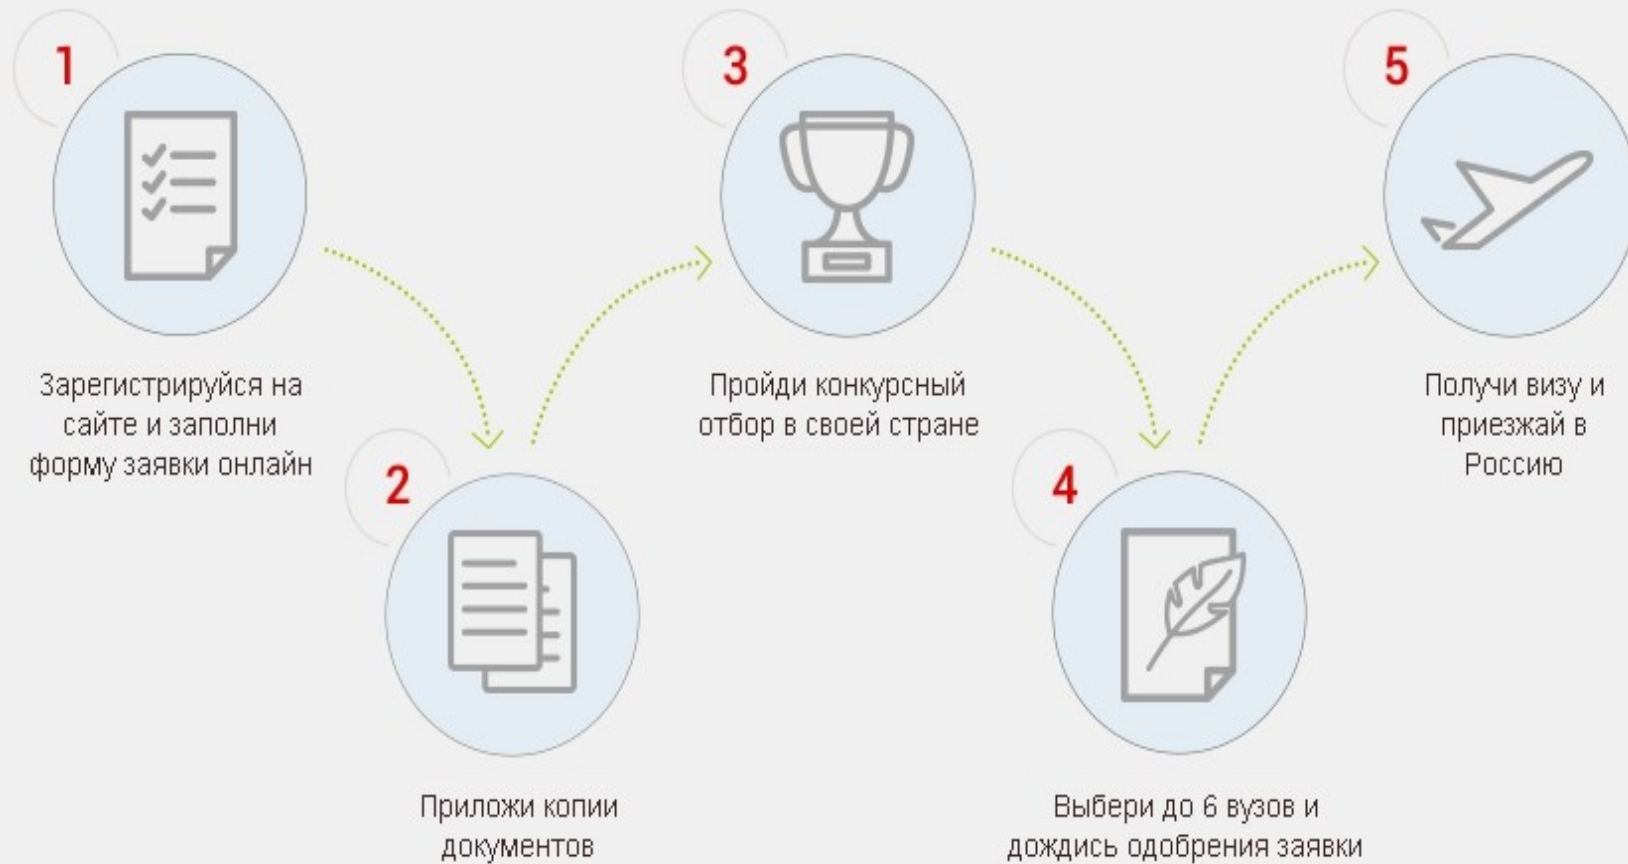 1
Зарегистрируйся на
сайте и заполни
форму заявки онлайн
2
Приложи копии
документов
3
Пройди конкурсный
отбор в своей стране
4
Выбери до 6 вузов и
дождись одобрения заявки
5
Получи визу и
приезжай в
Россию